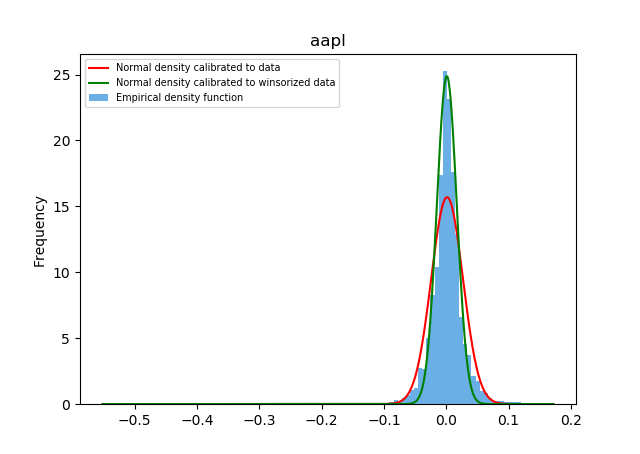 aapl
Normal density calibrated to data
Normal density calibrated to winsorized data
Empirical density function
Frequency
25
20
15
10
5
0
−0.5 −0.4 −0.3 −0.2 −0.1 0.0 0.1 0.2